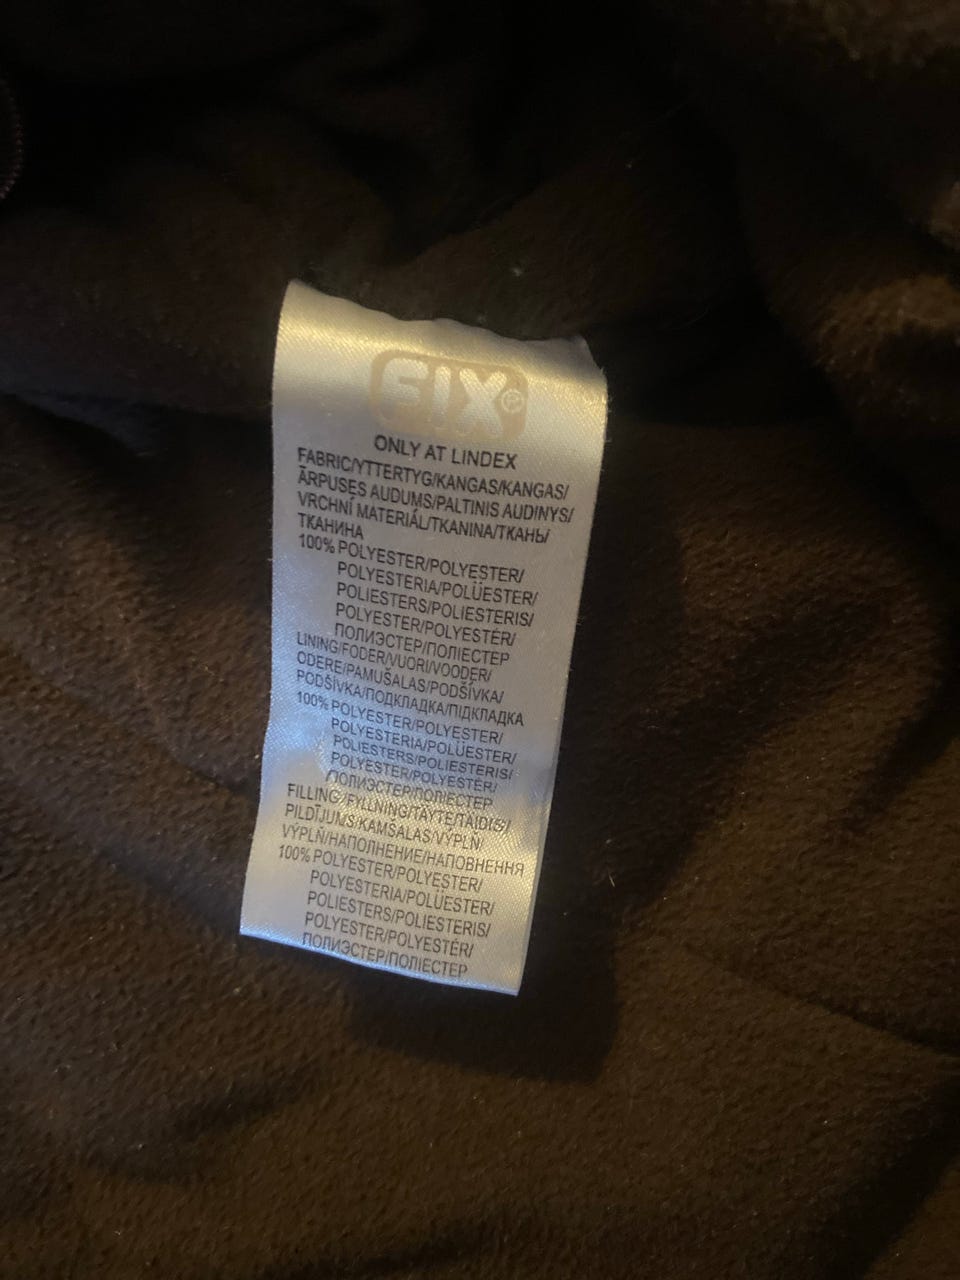 FIX
ONLY AT LINDEX
FABRIC/YTTERTYG/KANGAS/KANGAS/
ĀRPUSES AUDUMS/PALTINIS AUDINYS/
VRCHNÍ MATERIÁL/TKANINA/ТКАНЬ/
ТКАНИНА
100% POLYESTER/POLYESTER/
POLYESTERIA/POLÜESTER/
POLIESTERS/POLIESTERIS/
POLYESTER/POLYESTÉR/
ПОЛИЭСТЕР/ПОЛІЕСТЕР
LINING/FODER/VUORI/VOODER/
ODERE/PAMUŠALAS/PODŠÍVKA/
PODŠÍVKA/ПОДКЛАДКА/ПІДКЛАДКА
100% POLYESTER/POLYESTER/
POLYESTERIA/POLÜESTER/
POLIESTERS/POLIESTERIS/
POLYESTER/POLYESTÉR/
ПОЛИЭСТЕР/ПОЛІЕСТЕР
FILLING/FYLLNING/TÄYTE/TÄIDIS/
PILDĪJUMS/KAMŠALAS/VÝPLŇ/
VÝPLŇ/НАПОЛНЕНИЕ/НАПОВНЕННЯ
100% POLYESTER/POLYESTER/
POLYESTERIA/POLÜESTER/
POLIESTERS/POLIESTERIS/
POLYESTER/POLYESTÉR/
ПОЛИЭСТЕР/ПОЛІЕСТЕР